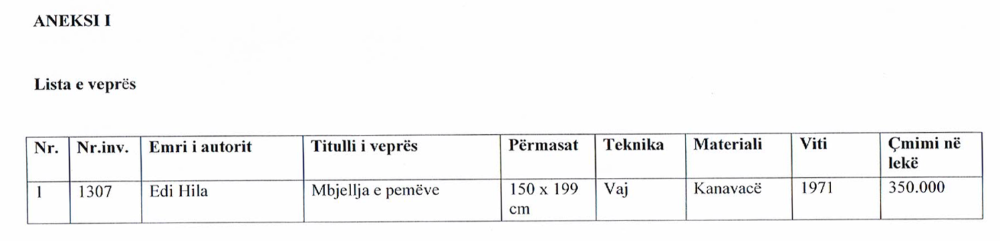 ANEKSI I
Lista e veprës
Nr. Nr.inv. Emri i autorit Titulli i veprës Përmasat Teknika Materiali Viti Çmimi në
lekë
1 1307 Edi Hila Mbjellja e pemëve 150 x 199 Vaj Kanavacë 1971 350.000
cm